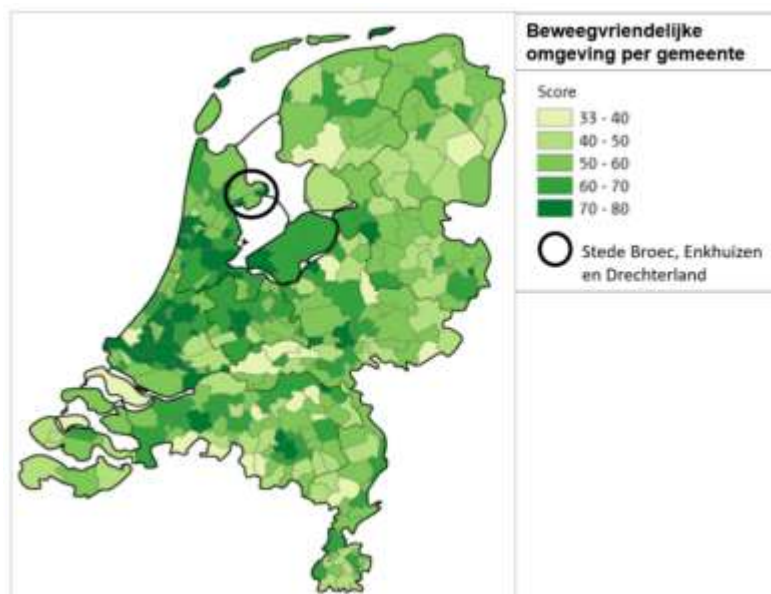 Beweegvriendelijke
omgeving per gemeente
Score
33 - 40
40 - 50
50 - 60
60 - 70
70 - 80
Stede Broec, Enkhuizen
en Drechterland